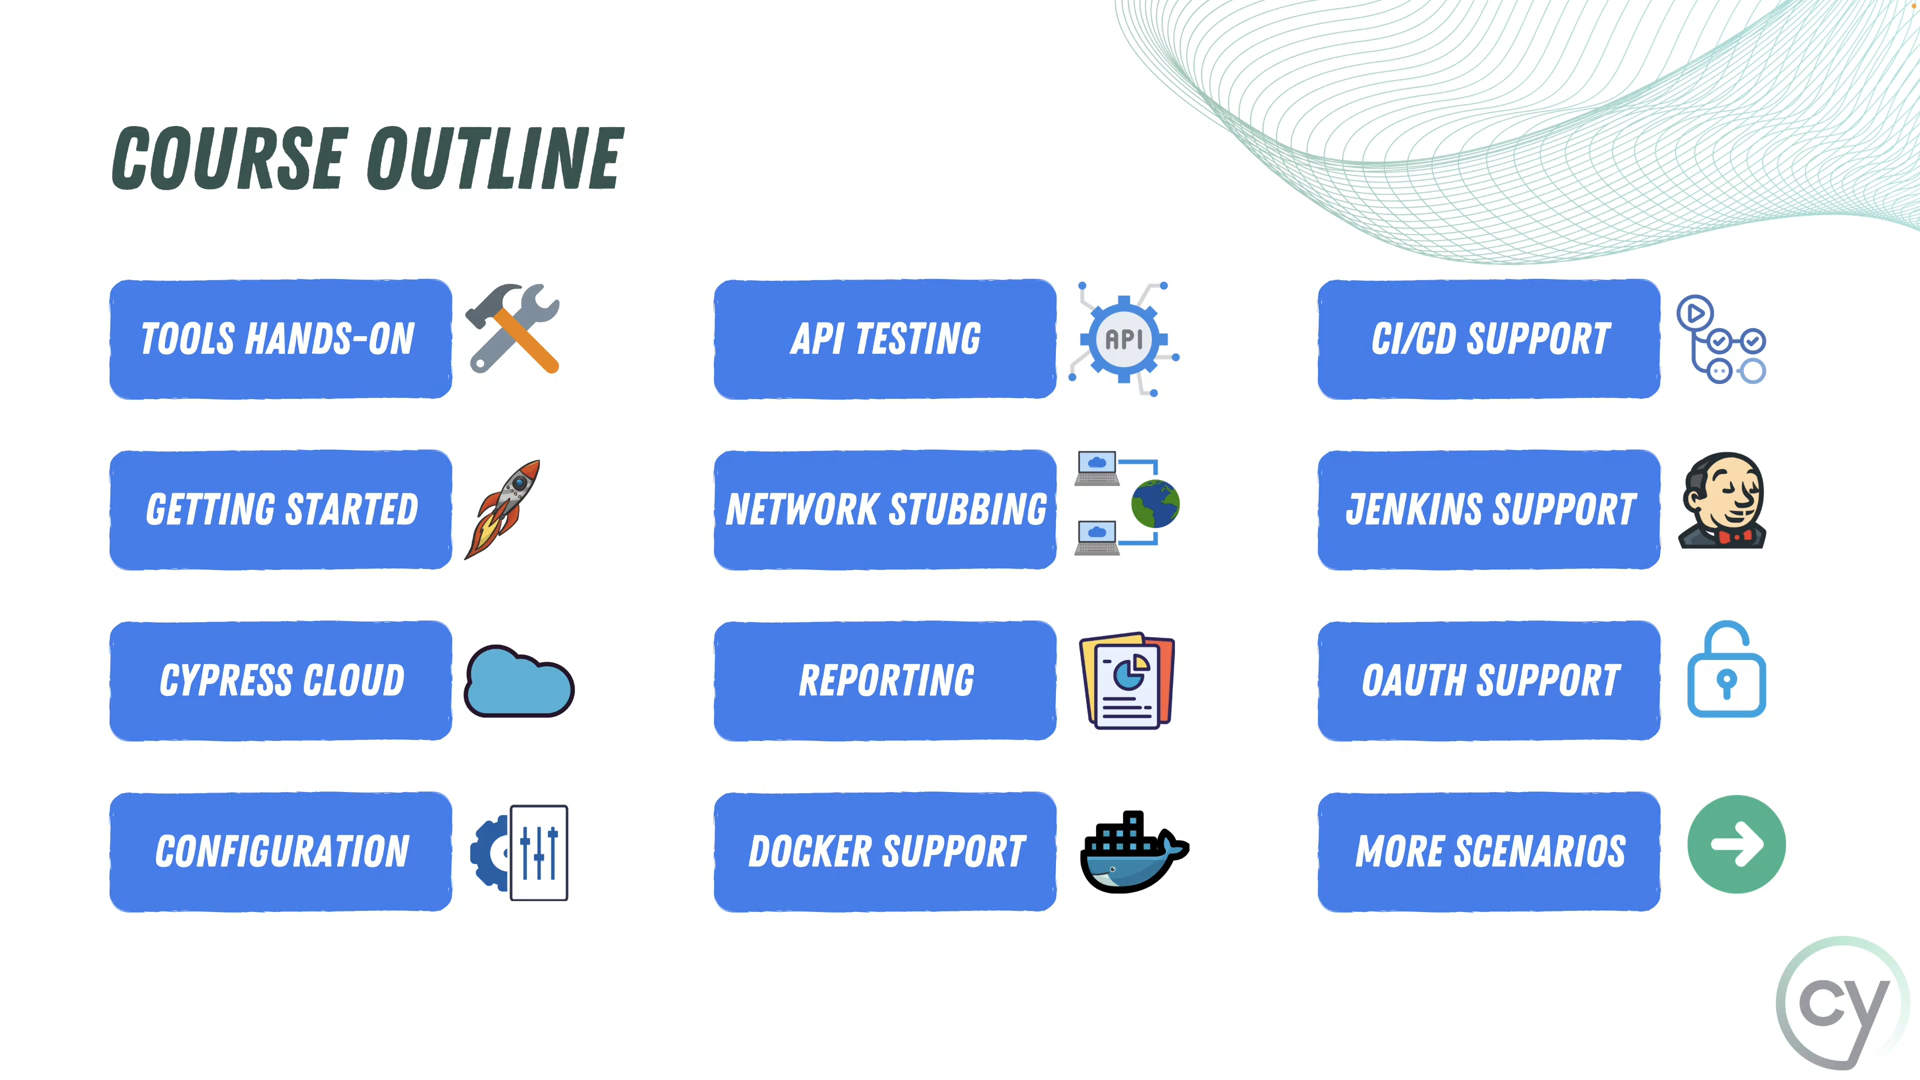 COURSE OUTLINE
TOOLS HANDS-ON
GETTING STARTED
CYPRESS CLOUD
CONFIGURATION
API TESTING
API
NETWORK STUBBING
REPORTING
DOCKER SUPPORT
CI/CD SUPPORT
JENKINS SUPPORT
OAUTH SUPPORT
MORE SCENARIOS
cy